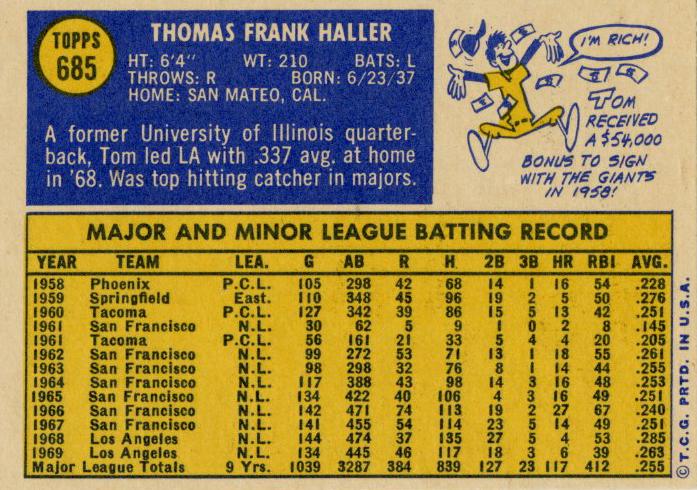 TOPPS
685
THOMAS FRANK HALLER
HT: 6'4" WT: 210 BATS: L
THROWS: R BORN: 6/23/37
HOME: SAN MATEO, CAL.
A former University of Illinois quarter-
back, Tom led LA with .337 avg. at home
in '68. Was top hitting catcher in majors.
I'M RICH!
TOM
RECEIVED
A $54,000
BONUS TO SIGN
WITH THE GIANTS
IN 1958!
MAJOR AND MINOR LEAGUE BATTING RECORD
YEAR TEAM LEA. G AB R H 2B 3B HR RBI AVG.
1958 Phoenix P.C.L. 105 298 42 68 14 1 16 54 .228
1959 Springfield East. 110 348 45 96 19 2 5 50 .276
1960 Tacoma P.C.L. 127 342 39 86 15 5 13 42 .251
1961 San Francisco N.L. 30 62 5 9 1 0 2 8 .145
1961 Tacoma P.C.L. 56 161 21 33 5 4 4 20 .205
1962 San Francisco N.L. 99 272 53 71 13 1 18 55 .261
1963 San Francisco N.L. 98 298 32 76 8 1 14 44 .255
1964 San Francisco N.L. 117 388 43 98 14 3 16 48 .253
1965 San Francisco N.L. 134 422 40 106 4 3 16 49 .251
1966 San Francisco N.L. 142 471 74 113 19 2 27 67 .240
1967 San Francisco N.L. 141 455 54 114 23 5 14 49 .251
1968 Los Angeles N.L. 144 474 37 135 27 5 4 53 .285
1969 Los Angeles N.L. 134 445 46 117 18 3 6 39 .263
Major League Totals 9 Yrs. 1039 3287 384 839 127 23 117 412 .255
© T.C.G. PRTD. IN U.S.A.